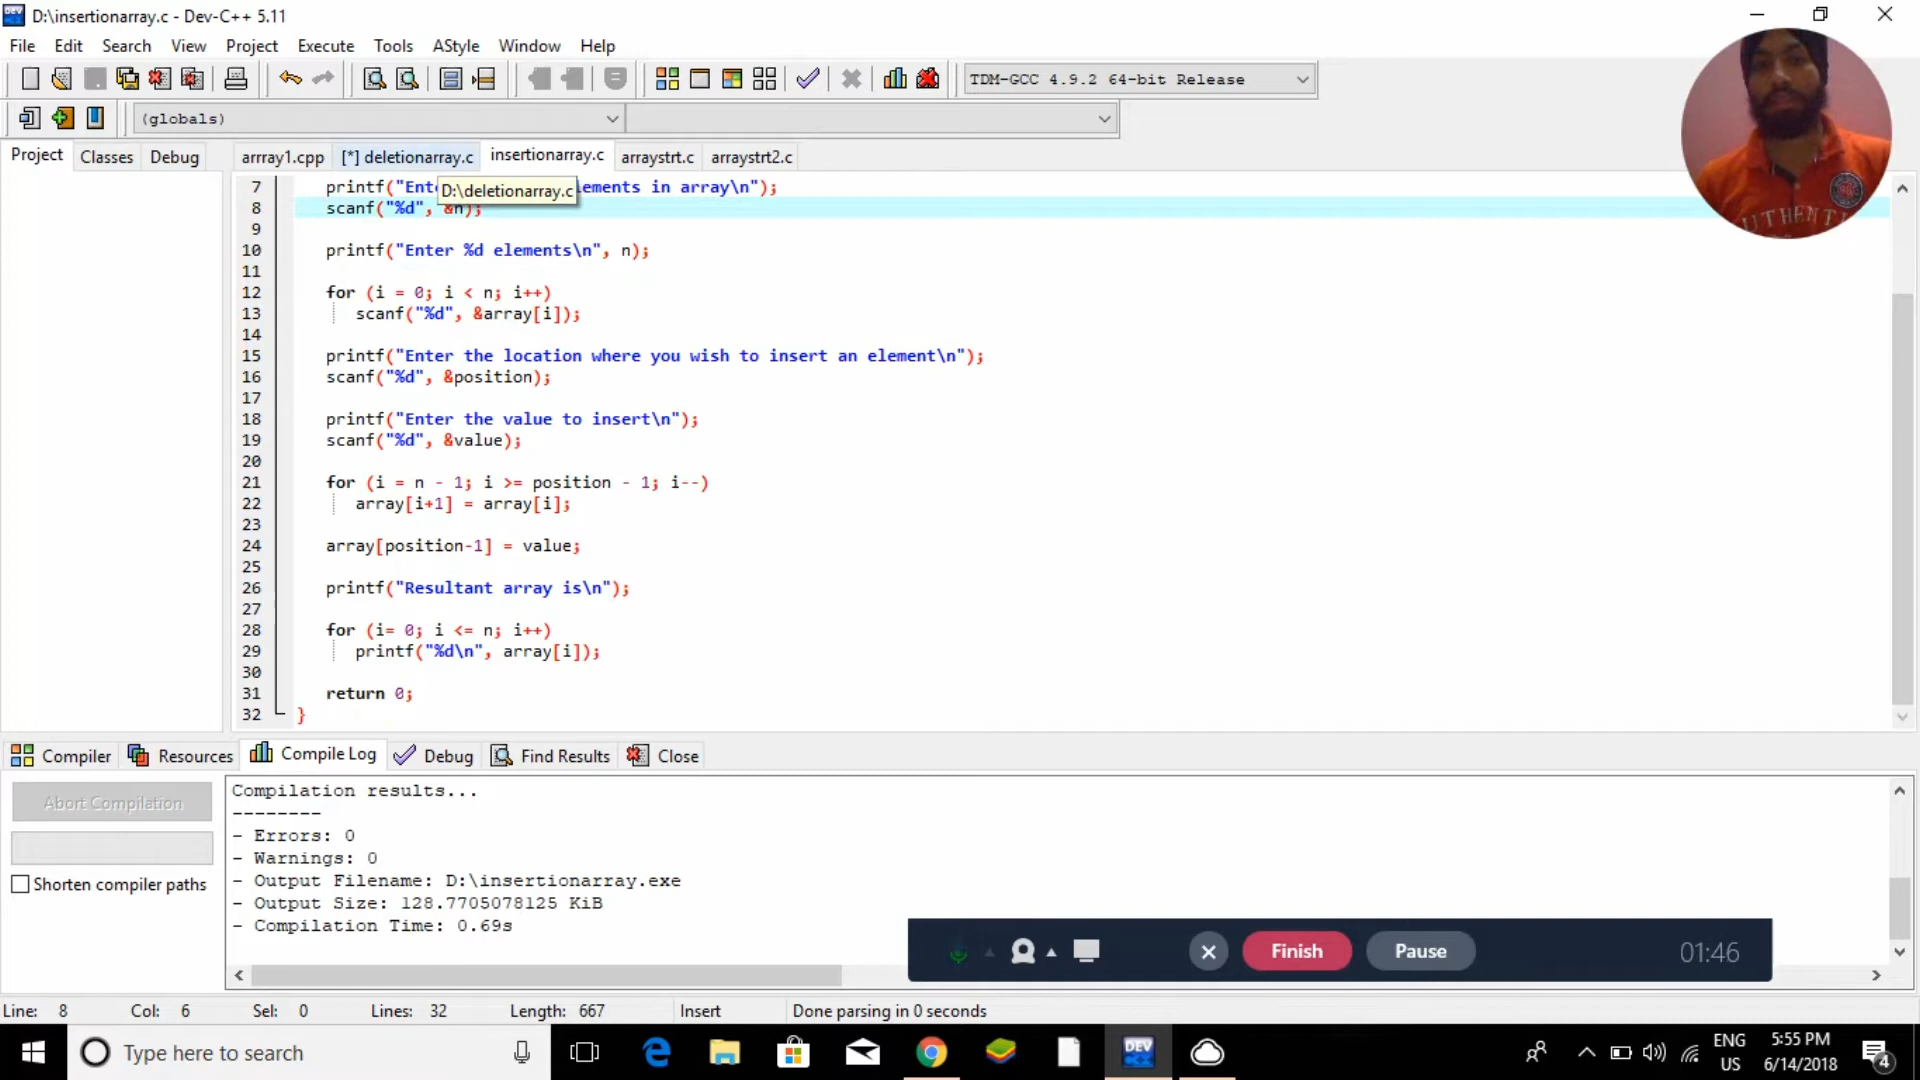 D:\insertionarray.c - Dev-C++ 5.11
File Edit Search View Project Execute Tools AStyle Window Help
TDM-GCC 4.9.2 64-bit Release
(globals)
Project Classes Debug
arrray1.cpp [*] deletionarray.c insertionarray.c arraystrt.c arraystrt2.c
D:\deletionarray.c
7 printf("Ente lements in array\n");
8 scanf("%d", &n);
9
10 printf("Enter %d elements\n", n);
11
12 for (i = 0; i < n; i++)
13 scanf("%d", &array[i]);
14
15 printf("Enter the location where you wish to insert an element\n");
16 scanf("%d", &position);
17
18 printf("Enter the value to insert\n");
19 scanf("%d", &value);
20
21 for (i = n - 1; i >= position - 1; i--)
22 array[i+1] = array[i];
23
24 array[position-1] = value;
25
26 printf("Resultant array is\n");
27
28 for (i= 0; i <= n; i++)
29 printf("%d\n", array[i]);
30
31 return 0;
32 }
AUTHENTI
Compiler Resources Compile Log Debug Find Results Close
Abort Compilation
Shorten compiler paths
Compilation results...
--------
- Errors: 0
- Warnings: 0
- Output Filename: D:\insertionarray.exe
- Output Size: 128.7705078125 KiB
- Compilation Time: 0.69s
Finish Pause 01:46
Line: 8 Col: 6 Sel: 0 Lines: 32 Length: 667 Insert Done parsing in 0 seconds
Type here to search
DEV
ENG
US
5:55 PM
6/14/2018
4